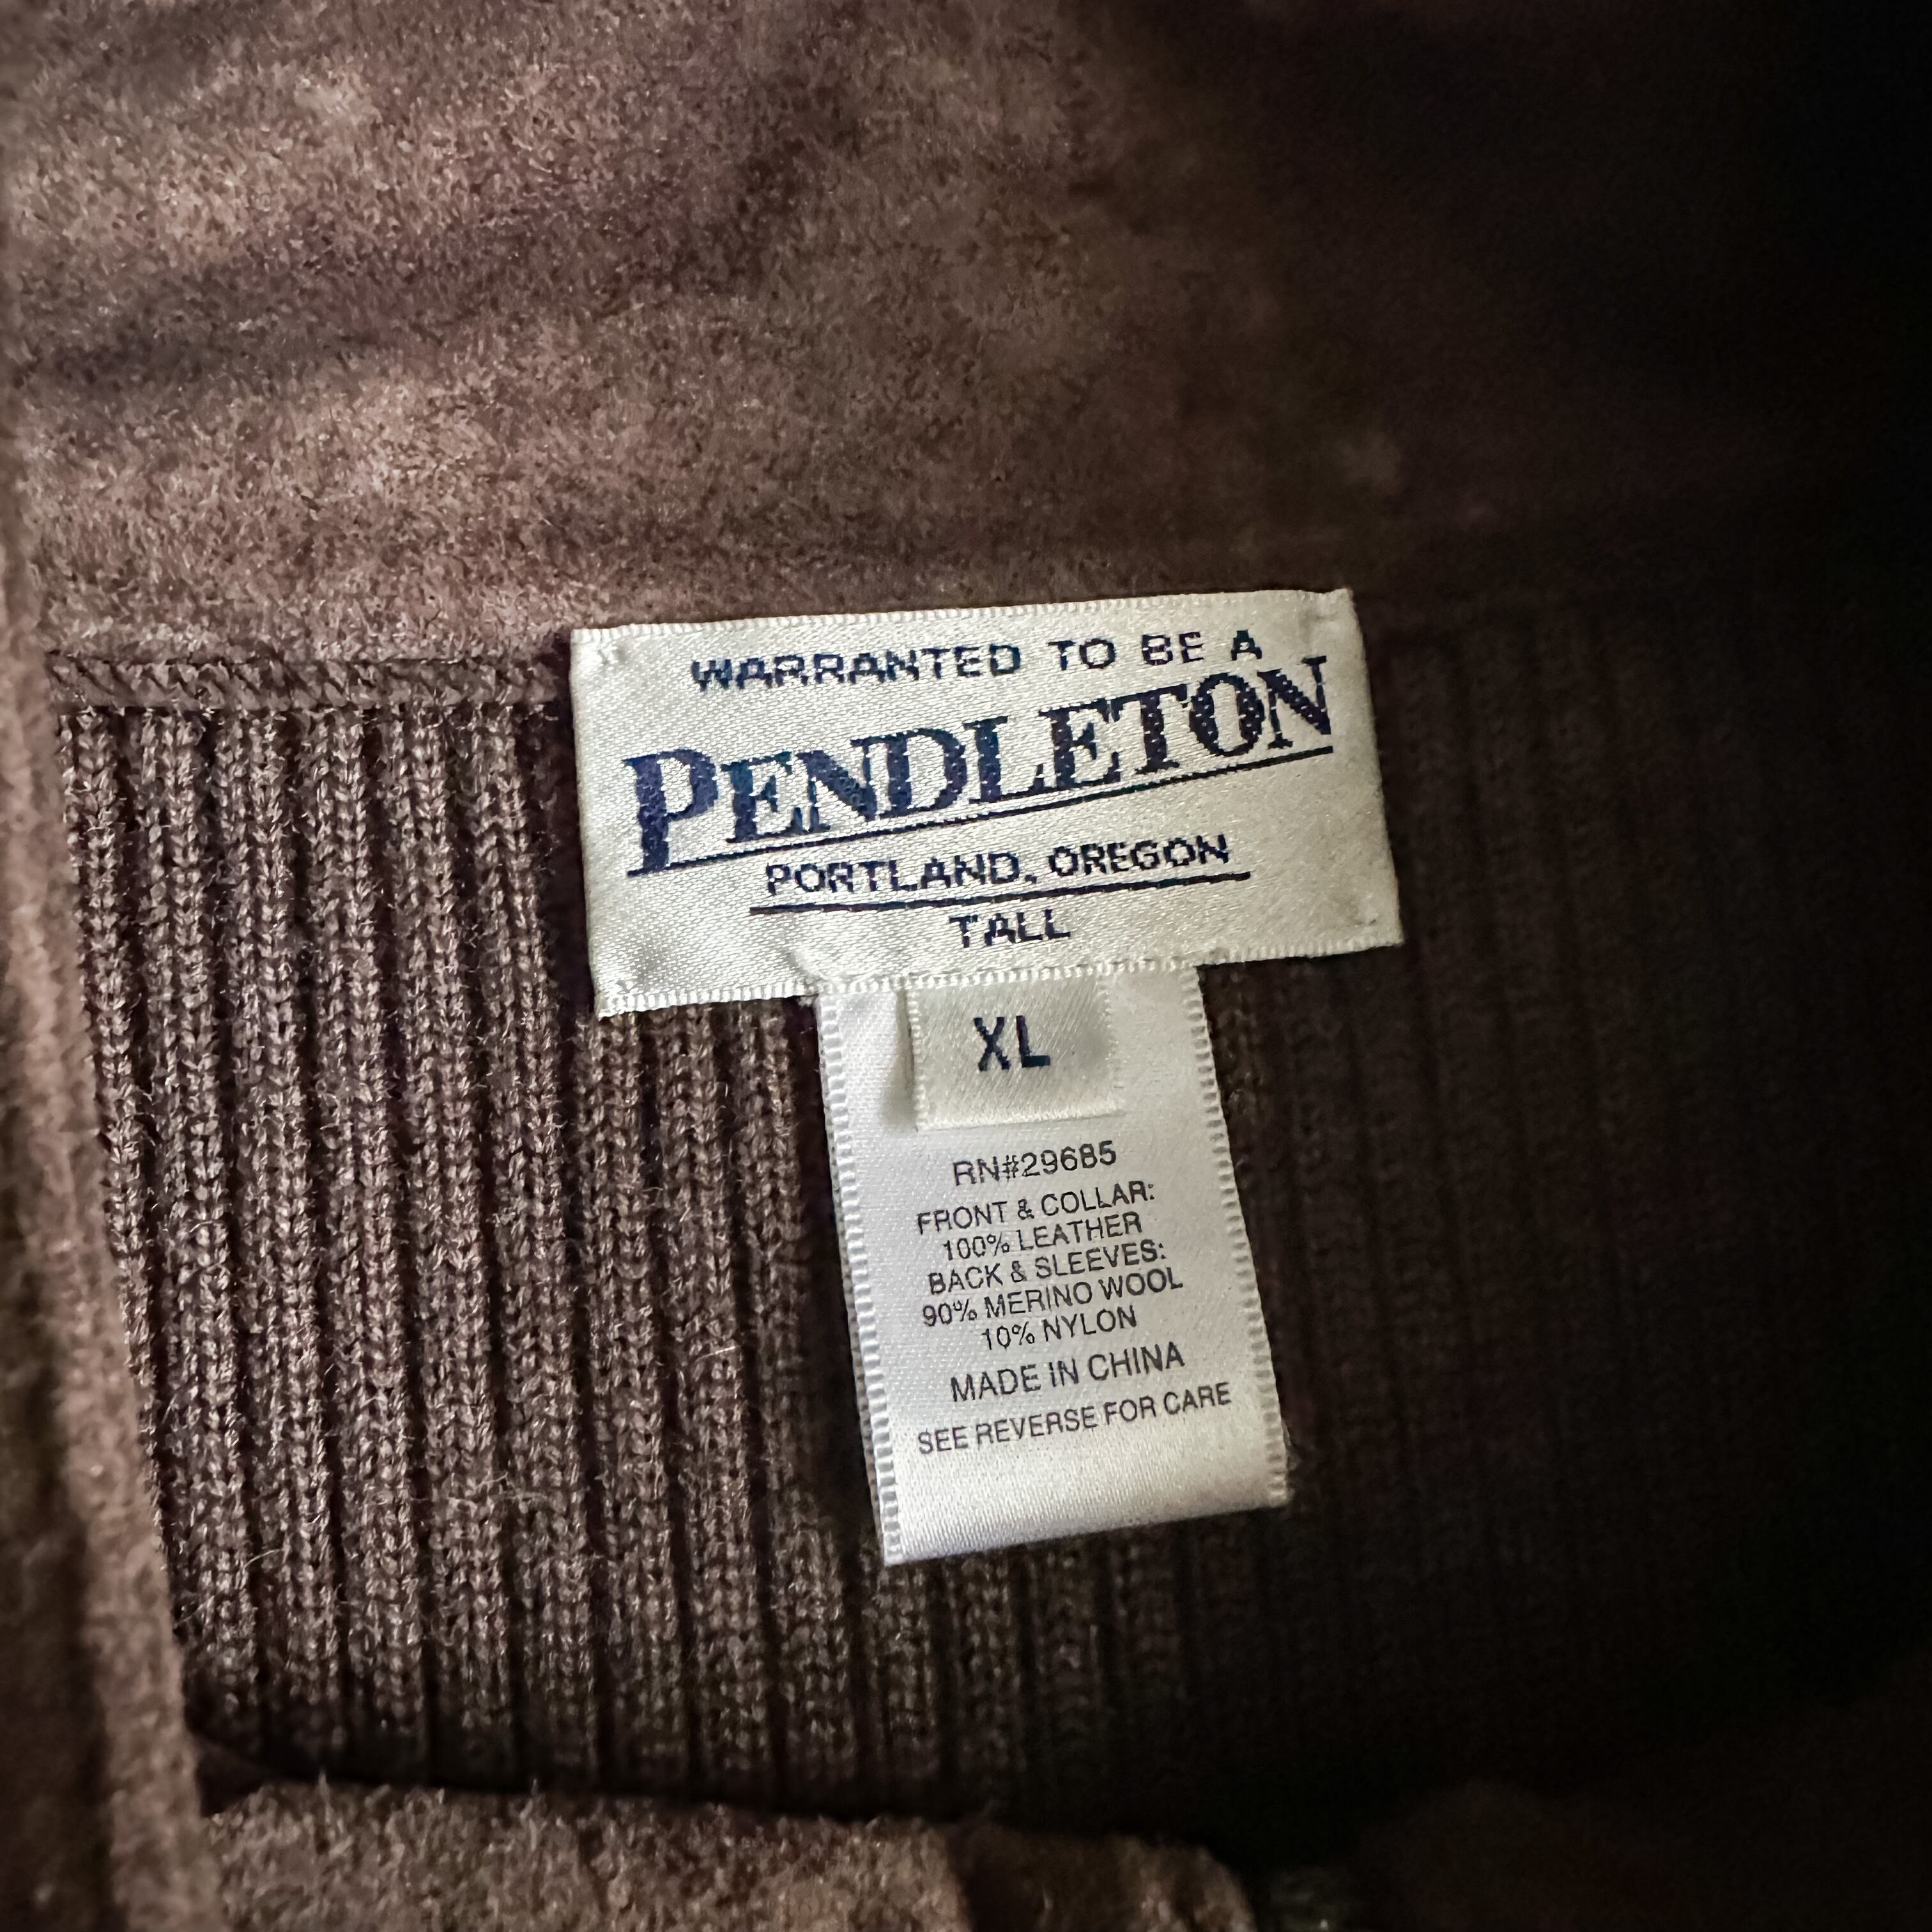 WARRANTED TO BE A
PENDLETON
PORTLAND, OREGON
TALL
XL
RN#29685
FRONT & COLLAR:
100% LEATHER
BACK & SLEEVES:
90% MERINO WOOL
10% NYLON
MADE IN CHINA
SEE REVERSE FOR CARE